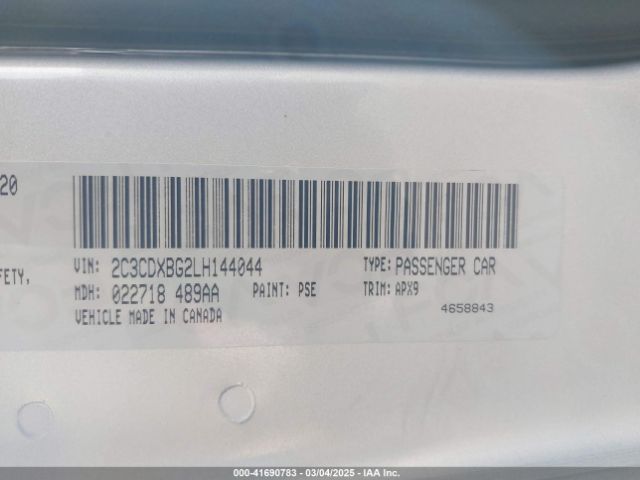 20
FETY,
VIN: 2C3CDXBG2LH144044 TYPE: PASSENGER CAR
MDH: 022718 489AA PAINT: PSE TRIM: APX9
4658843
VEHICLE MADE IN CANADA
000-41690783 - 03/04/2025 - IAA Inc.